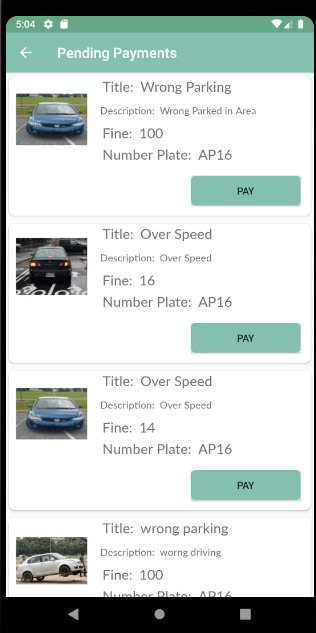 5:04
Pending Payments
Title: Wrong Parking
Description: Wrong Parked in Area
Fine: 100
Number Plate: AP16
PAY
Title: Over Speed
Description: Over Speed
Fine: 16
Number Plate: AP16
PAY
Title: Over Speed
Description: Over Speed
Fine: 14
Number Plate: AP16
PAY
Title: wrong parking
Description: worng driving
Fine: 100
Number Plate: AP16